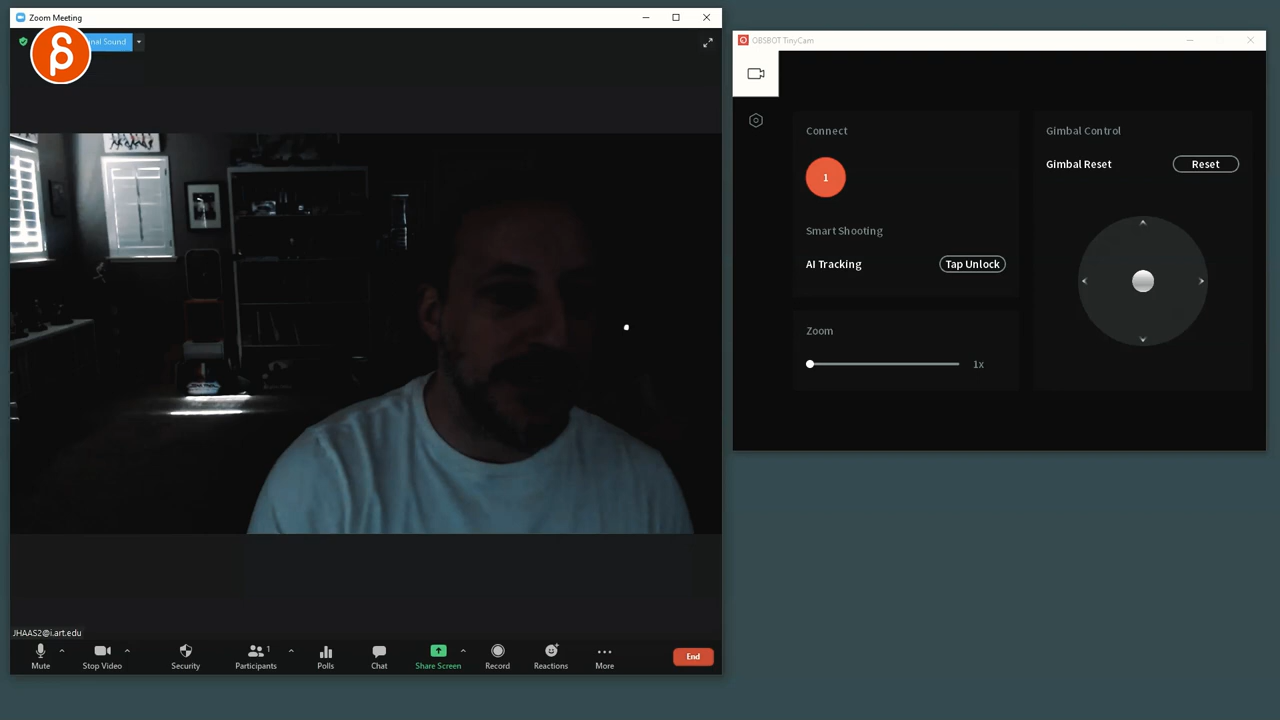 Zoom Meeting
nal Sound
JHAAS2@i.art.edu
Mute
Stop Video
Security
Participants
1
Polls
Chat
Share Screen
Record
Reactions
More
End
OBSBOT TinyCam
Connect
1
Smart Shooting
AI Tracking
Tap Unlock
Zoom
1x
Gimbal Control
Gimbal Reset
Reset